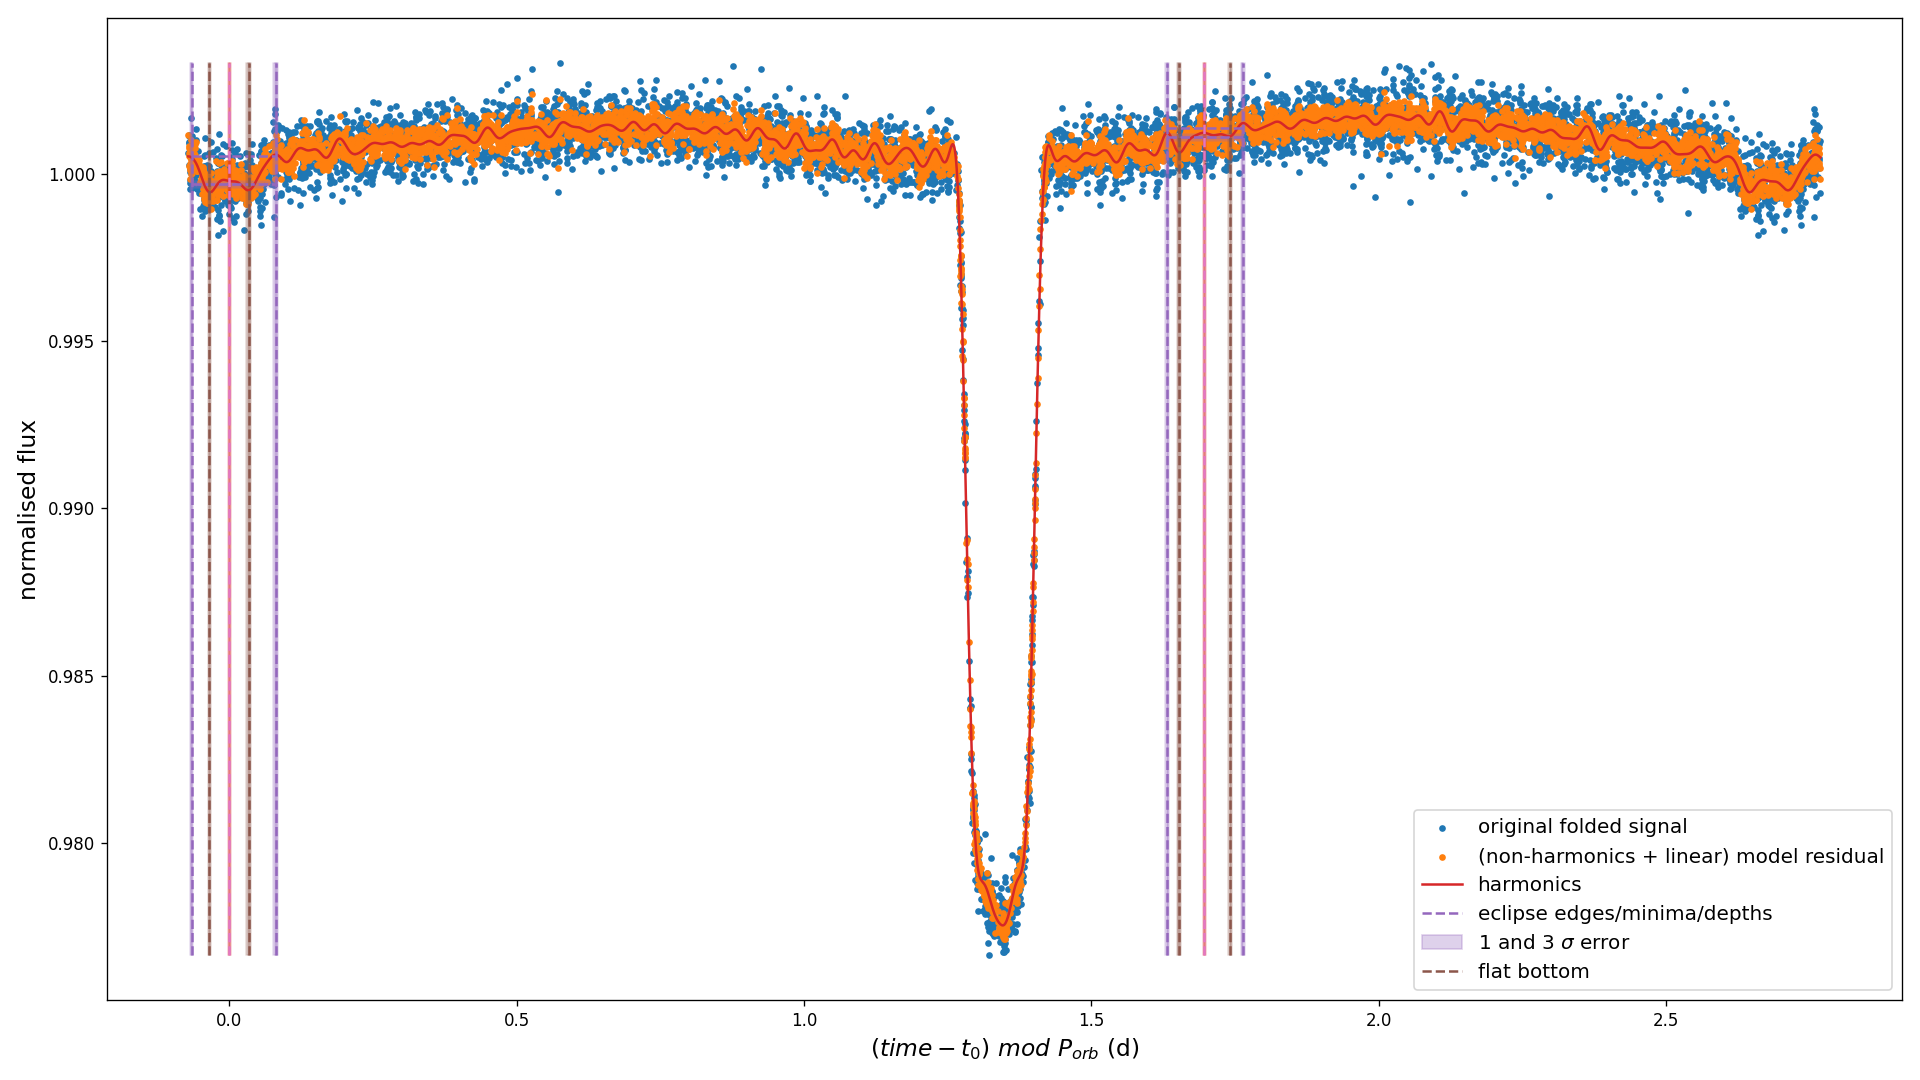 1.000
0.995
0.990
0.985
0.980
normalised flux
0.0 0.5 1.0 1.5 2.0 2.5
(time − t₀) mod P_orb (d)
original folded signal
(non-harmonics + linear) model residual
harmonics
eclipse edges/minima/depths
1 and 3 σ error
flat bottom